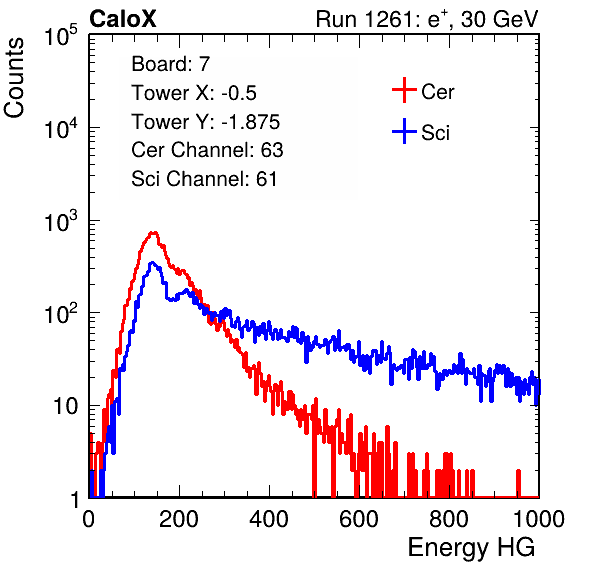 CaloX Run 1261: e⁺, 30 GeV
Counts
Board: 7
Tower X: -0.5
Tower Y: -1.875
Cer Channel: 63
Sci Channel: 61
Cer
Sci
10⁵
10⁴
10³
10²
10
1
0 200 400 600 800 1000
Energy HG